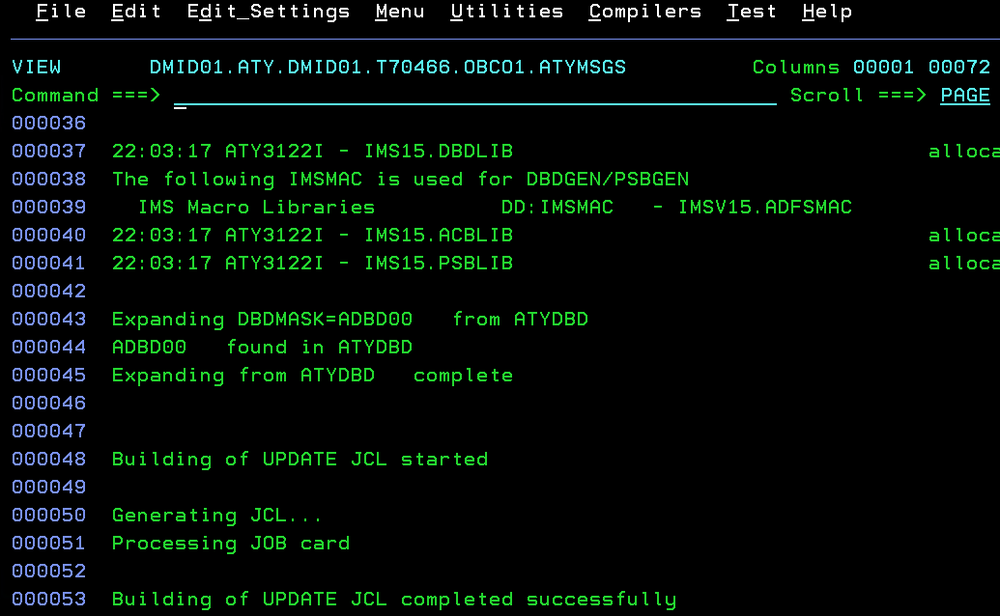 File Edit Edit_Settings Menu Utilities Compilers Test Help
VIEW DMID01.ATY.DMID01.T70466.OBCO1.ATYMSGS Columns 00001 00072
Command ===> Scroll ===> PAGE
000036
000037 22:03:17 ATY3122I - IMS15.DBDLIB alloca
000038 The following IMSMAC is used for DBDGEN/PSBGEN
000039 IMS Macro Libraries DD:IMSMAC - IMSV15.ADFSMAC
000040 22:03:17 ATY3122I - IMS15.ACBLIB alloca
000041 22:03:17 ATY3122I - IMS15.PSBLIB alloca
000042
000043 Expanding DBDMASK=ADBD00 from ATYDBD
000044 ADBD00 found in ATYDBD
000045 Expanding from ATYDBD complete
000046
000047
000048 Building of UPDATE JCL started
000049
000050 Generating JCL...
000051 Processing JOB card
000052
000053 Building of UPDATE JCL completed successfully